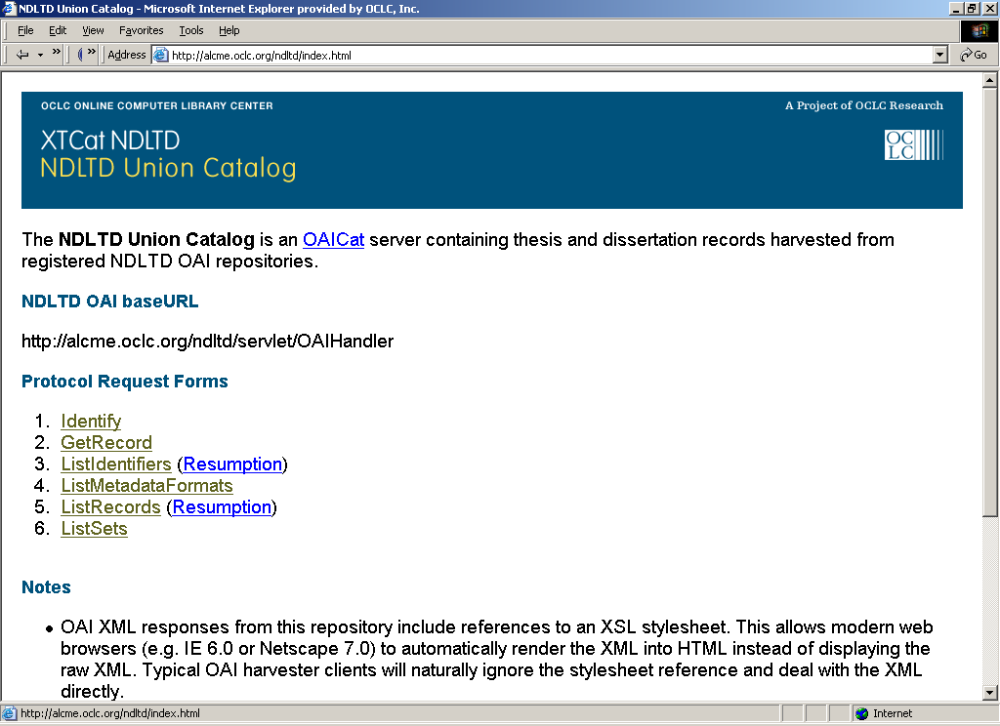 NDLTD Union Catalog - Microsoft Internet Explorer provided by OCLC, Inc.
File Edit View Favorites Tools Help
» » Address http://alcme.oclc.org/ndltd/index.html Go
OCLC ONLINE COMPUTER LIBRARY CENTER A Project of OCLC Research
XTCat NDLTD
NDLTD Union Catalog
OC
LC
The NDLTD Union Catalog is an OAICat server containing thesis and dissertation records harvested from
registered NDLTD OAI repositories.
NDLTD OAI baseURL
http://alcme.oclc.org/ndltd/servlet/OAIHandler
Protocol Request Forms
1. Identify
2. GetRecord
3. ListIdentifiers (Resumption)
4. ListMetadataFormats
5. ListRecords (Resumption)
6. ListSets
Notes
• OAI XML responses from this repository include references to an XSL stylesheet. This allows modern web
browsers (e.g. IE 6.0 or Netscape 7.0) to automatically render the XML into HTML instead of displaying the
raw XML. Typical OAI harvester clients will naturally ignore the stylesheet reference and deal with the XML
directly.
http://alcme.oclc.org/ndltd/index.html Internet